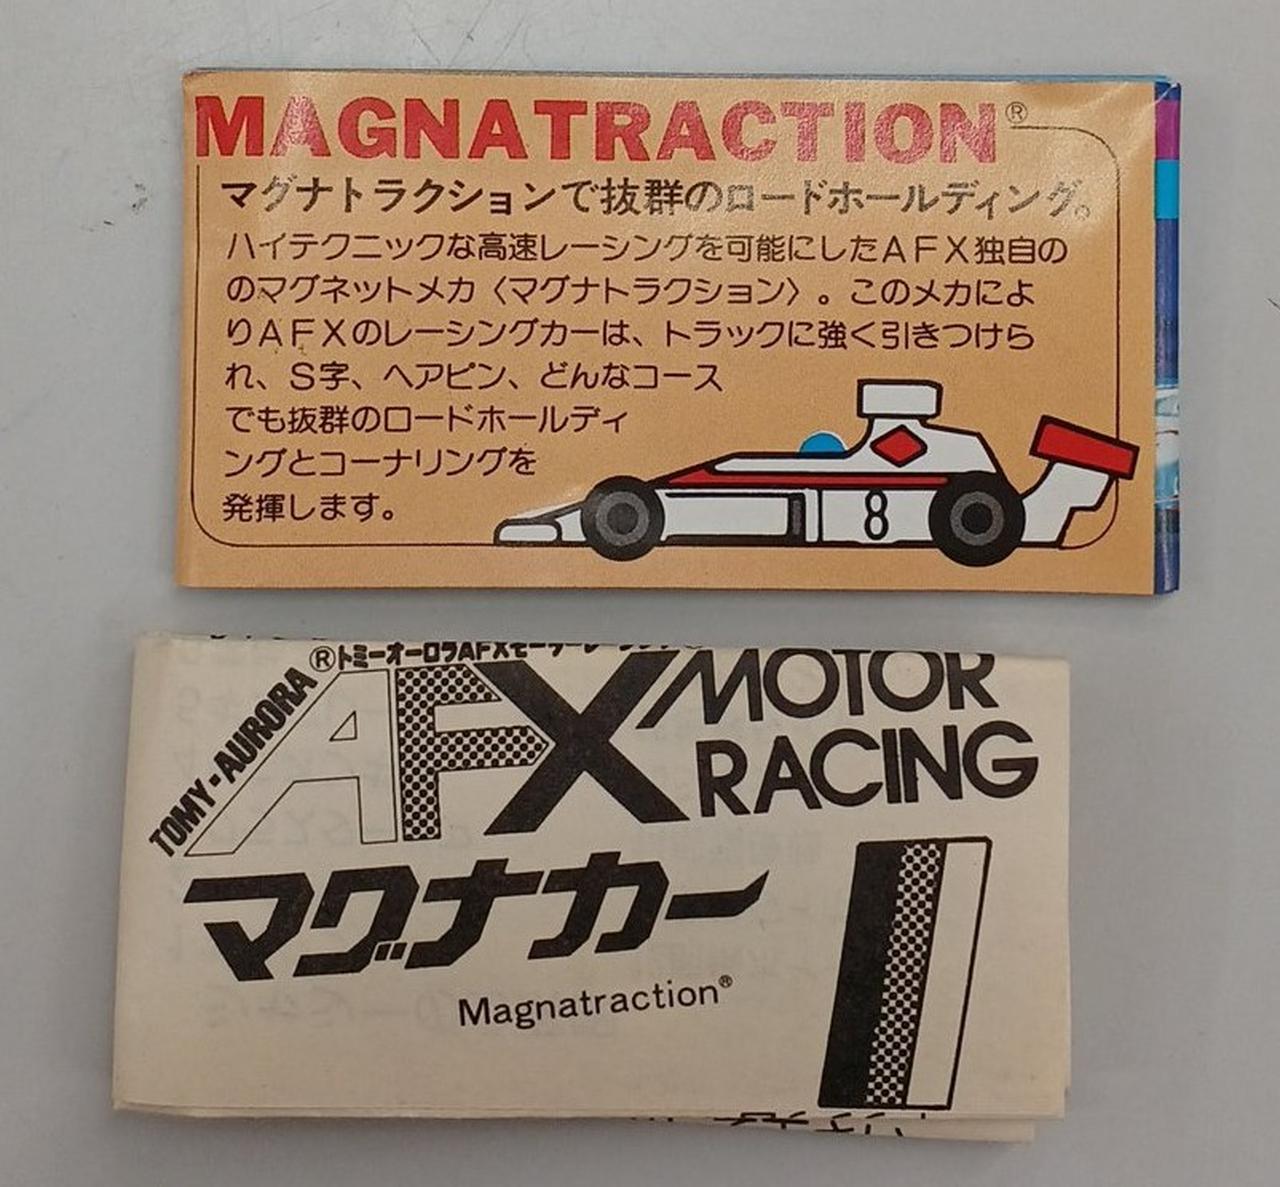 MAGNATRACTION®
マグナトラクションで抜群のロードホールディング。
ハイテクニックな高速レーシングを可能にしたAFX独自の
のマグネットメカ〈マグナトラクション〉。このメカによ
りAFXのレーシングカーは、トラックに強く引きつけら
れ、S字、ヘアピン、どんなコース
でも抜群のロードホールディ
ングとコーナリングを
発揮します。
8
®トミーオーロラAFXモーターレーシング®
TOMY-AURORA
AFX MOTOR
RACING
マグナカー
Magnatraction®